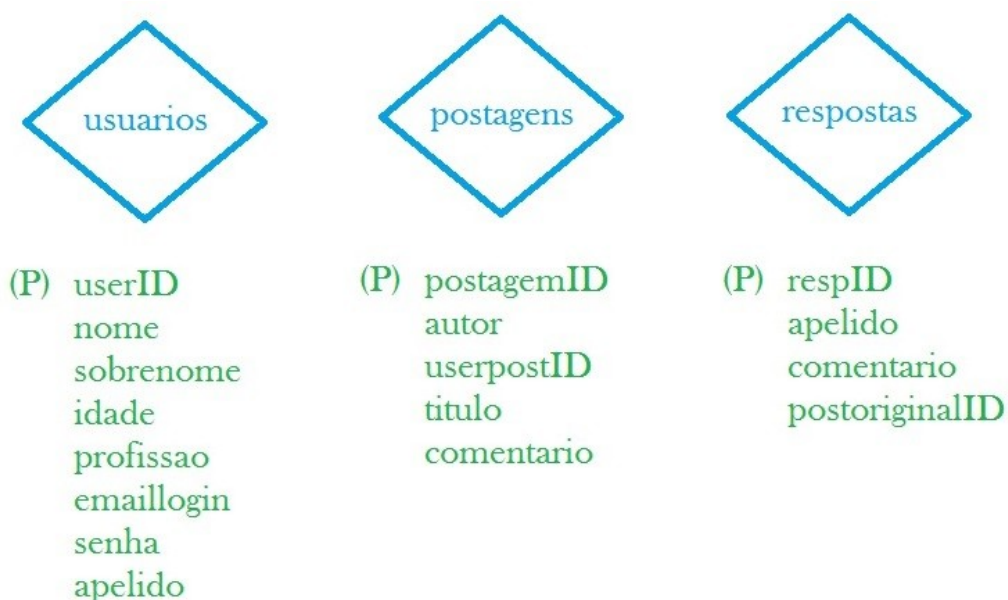 usuarios
postagens
respostas
(P) userID
nome
sobrenome
idade
profissao
emaillogin
senha
apelido
(P) postagemID
autor
userpostID
titulo
comentario
(P) respID
apelido
comentario
postoriginalID